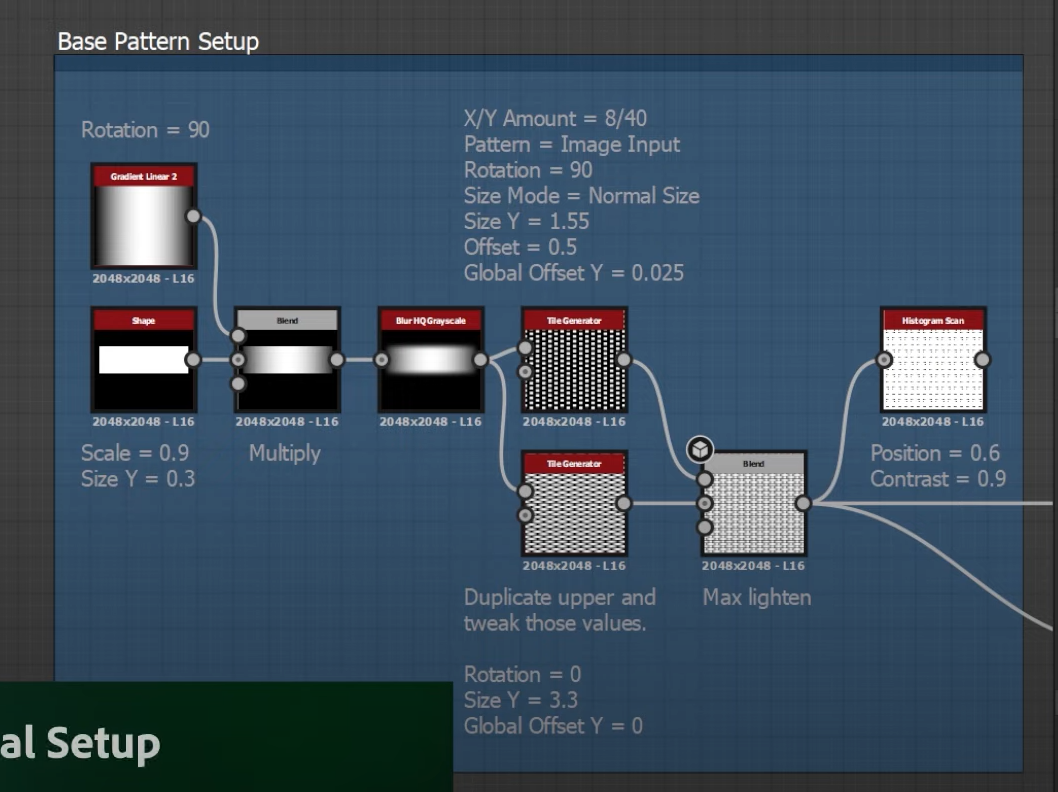 Base Pattern Setup
Rotation = 90
X/Y Amount = 8/40
Pattern = Image Input
Rotation = 90
Size Mode = Normal Size
Size Y = 1.55
Offset = 0.5
Global Offset Y = 0.025
Gradient Linear 2
2048x2048 - L16
Shape
2048x2048 - L16
Scale = 0.9
Size Y = 0.3
Blend
2048x2048 - L16
Multiply
Blur HQ Grayscale
2048x2048 - L16
Tile Generator
2048x2048 - L16
Tile Generator
2048x2048 - L16
Duplicate upper and
tweak those values.
Rotation = 0
Size Y = 3.3
Global Offset Y = 0
Blend
2048x2048 - L16
Max lighten
Histogram Scan
2048x2048 - L16
Position = 0.6
Contrast = 0.9
al Setup